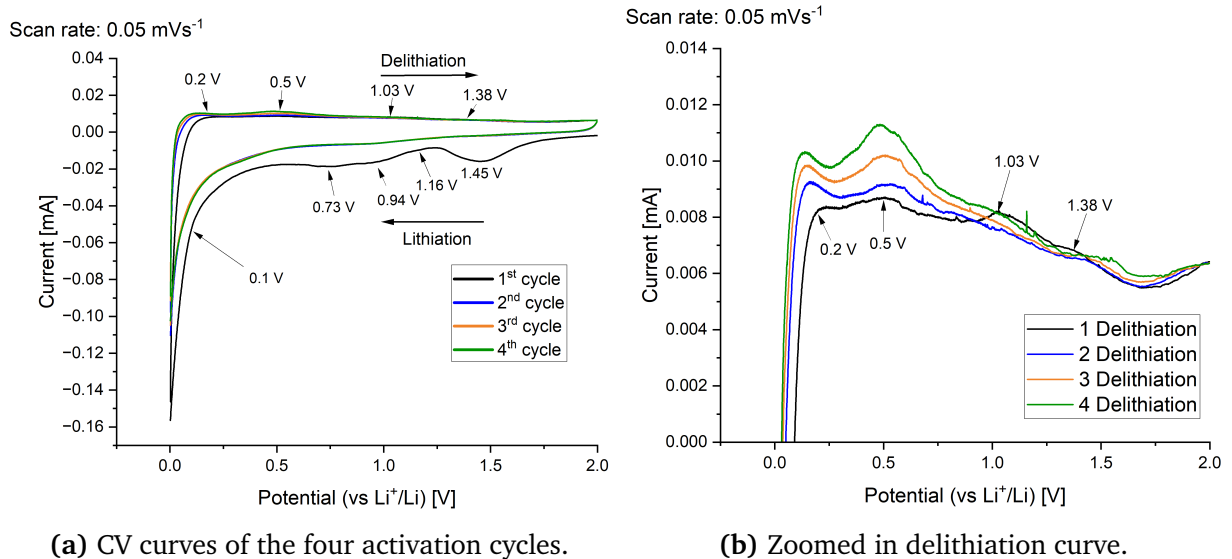 Scan rate: 0.05 mVs⁻¹
0.04
0.02
0.00
−0.02
−0.04
−0.06
−0.08
−0.10
−0.12
−0.14
−0.16
Current [mA]
Delithiation
0.2 V
0.5 V
1.03 V
1.38 V
0.1 V
0.73 V
0.94 V
1.16 V
1.45 V
Lithiation
1ˢᵗ cycle
2ⁿᵈ cycle
3ʳᵈ cycle
4ᵗʰ cycle
0.0 0.5 1.0 1.5 2.0
Potential (vs Li⁺/Li) [V]
(a) CV curves of the four activation cycles.
Scan rate: 0.05 mVs⁻¹
0.014
0.012
0.010
0.008
0.006
0.004
0.002
0.000
Current [mA]
0.2 V
0.5 V
1.03 V
1.38 V
1 Delithiation
2 Delithiation
3 Delithiation
4 Delithiation
0.0 0.5 1.0 1.5 2.0
Potential (vs Li⁺/Li) [V]
(b) Zoomed in delithiation curve.